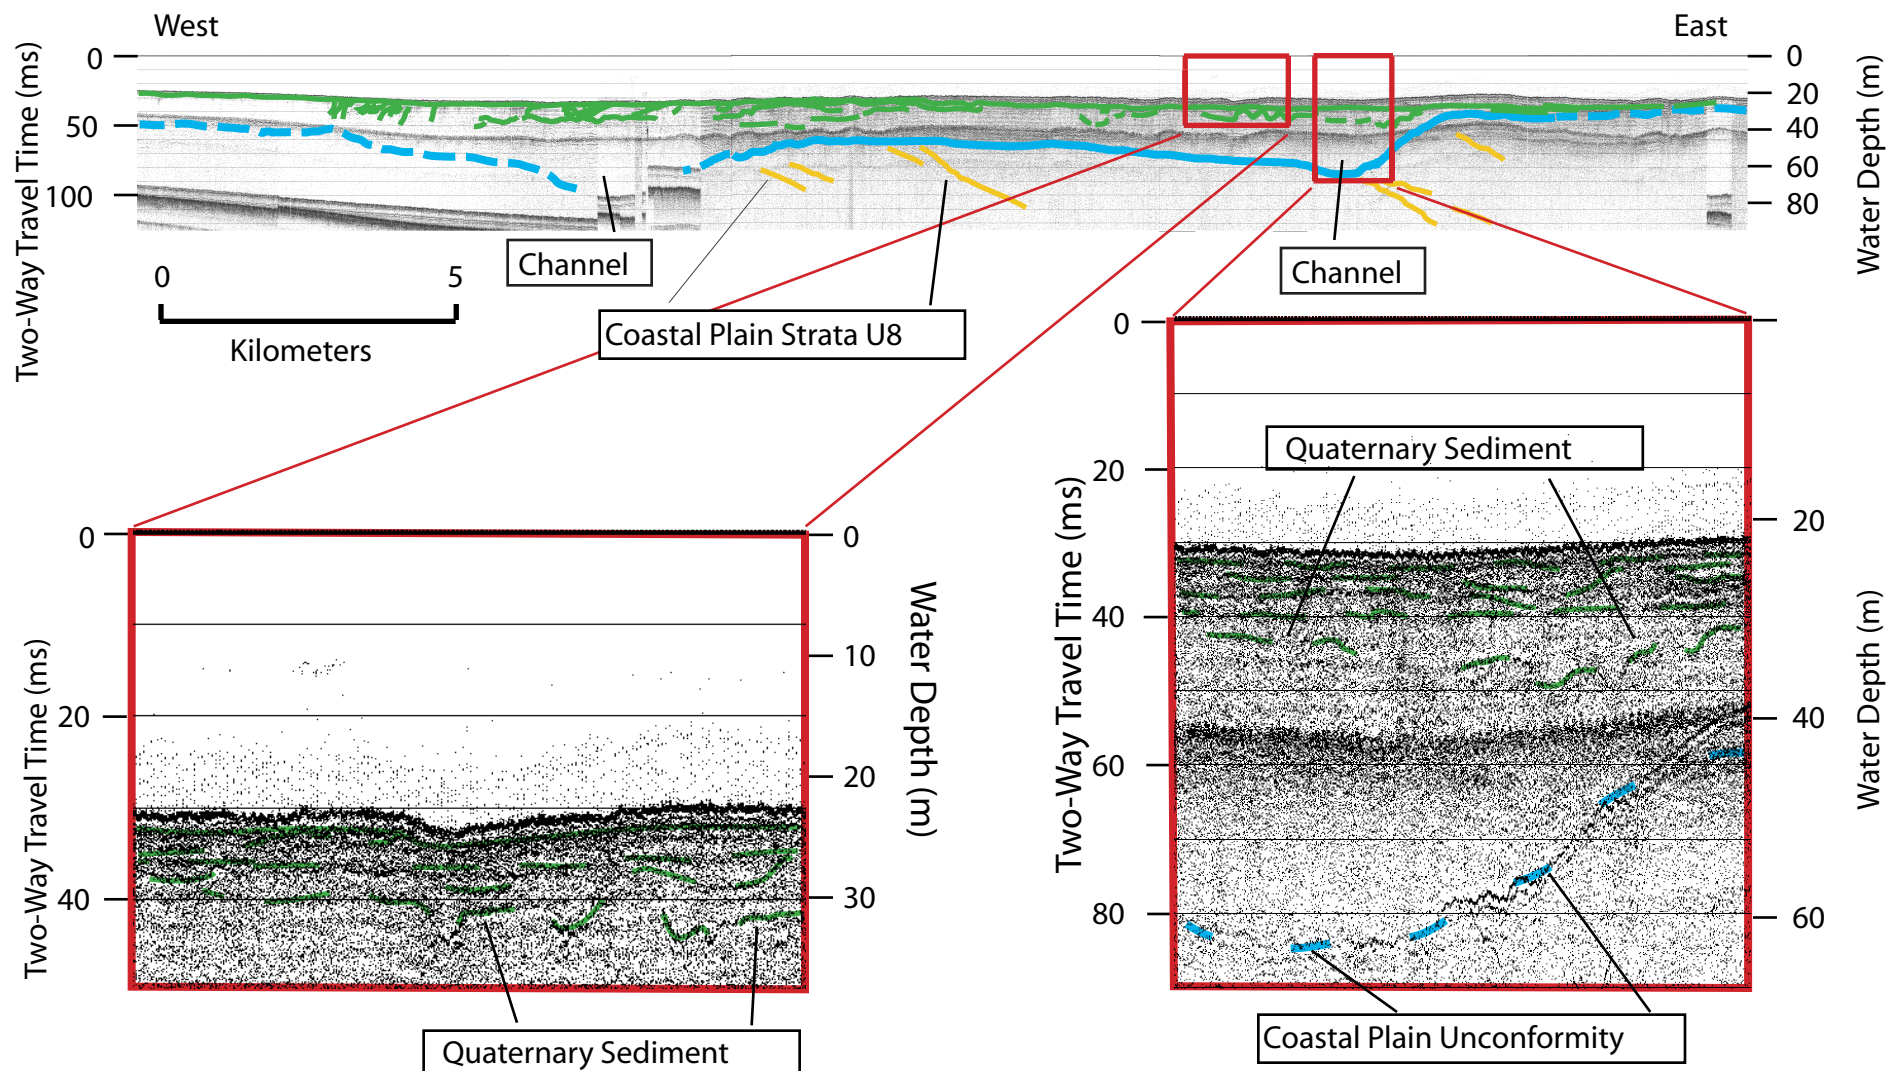 West
East
Two-Way Travel Time (ms)
0
50
100
0
20
40
60
80
Water Depth (m)
0
5
Kilometers
Channel
Coastal Plain Strata U8
Channel
0
20
40
Two-Way Travel Time (ms)
0
10
20
30
Water Depth (m)
Quaternary Sediment
0
20
40
60
80
Two-Way Travel Time (ms)
Quaternary Sediment
20
40
60
Water Depth (m)
Coastal Plain Unconformity